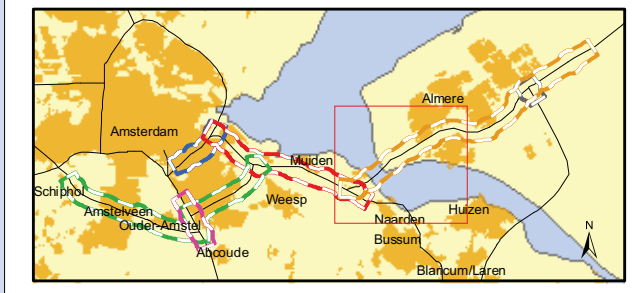 Almere
Amsterdam
Muiden
Schiphol
Amstelveen
Weesp
Ouder-Amstel
Naarden
Huizen
Bussum
Abcoude
Blaricum/Laren
N